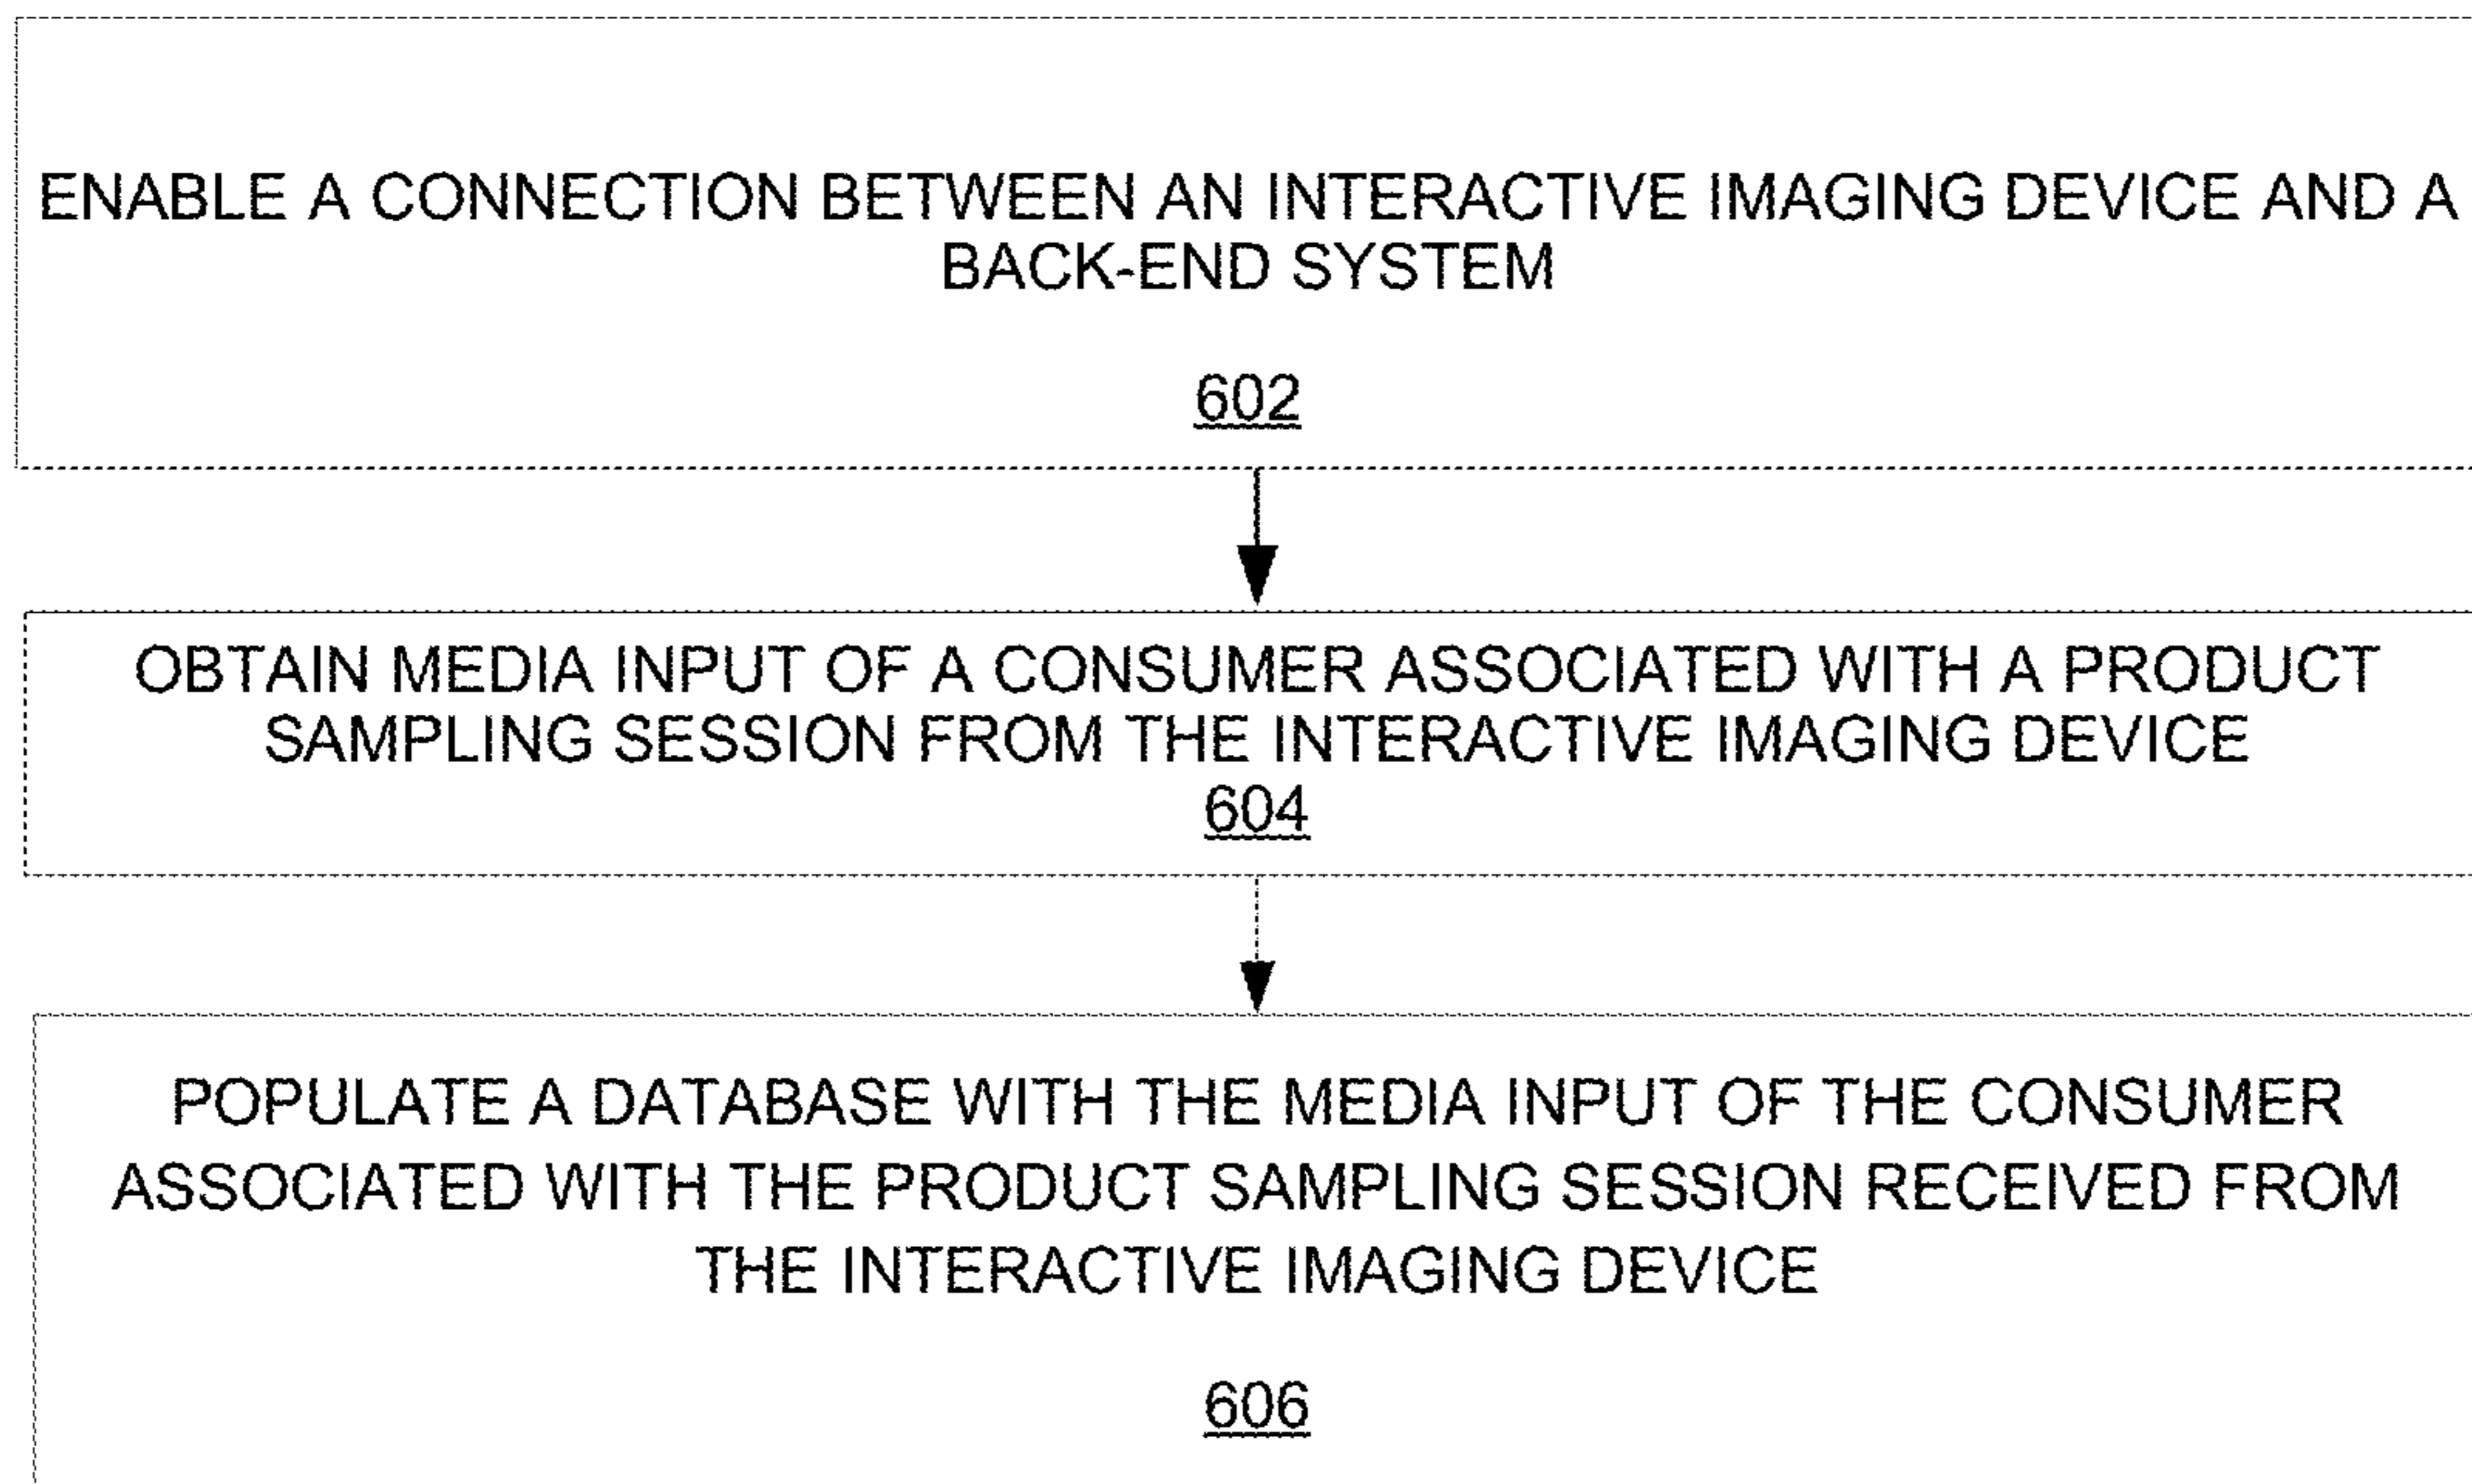 ENABLE A CONNECTION BETWEEN AN INTERACTIVE IMAGING DEVICE AND A
BACK-END SYSTEM
602
OBTAIN MEDIA INPUT OF A CONSUMER ASSOCIATED WITH A PRODUCT
SAMPLING SESSION FROM THE INTERACTIVE IMAGING DEVICE
604
POPULATE A DATABASE WITH THE MEDIA INPUT OF THE CONSUMER
ASSOCIATED WITH THE PRODUCT SAMPLING SESSION RECEIVED FROM
THE INTERACTIVE IMAGING DEVICE
606